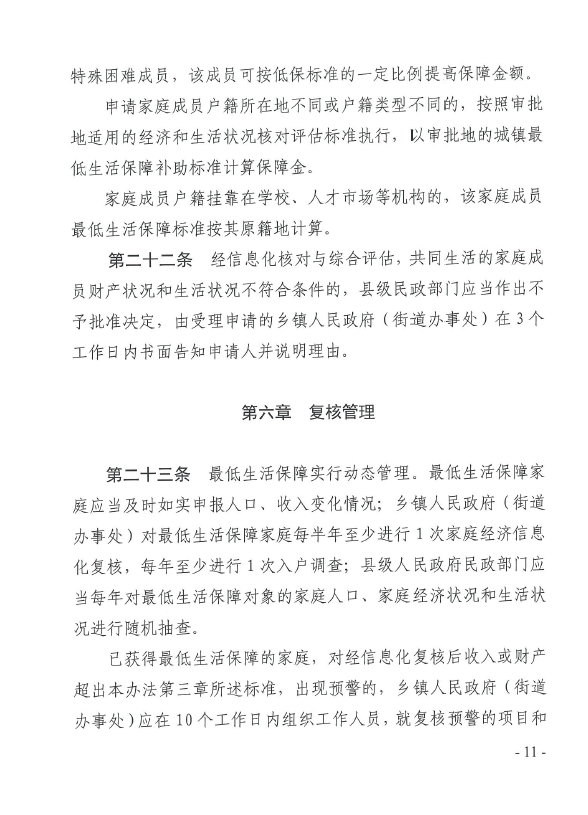 特殊困难成员，该成员可按低保标准的一定比例提高保障金额。
申请家庭成员户籍所在地不同或户籍类型不同的，按照审批
地适用的经济和生活状况核对评估标准执行，以审批地的城镇最
低生活保障补助标准计算保障金。
家庭成员户籍挂靠在学校、人才市场等机构的，该家庭成员
最低生活保障标准按其原籍地计算。
第二十二条　经信息化核对与综合评估，共同生活的家庭成
员财产状况和生活状况不符合条件的，县级民政部门应当作出不
予批准决定，由受理申请的乡镇人民政府（街道办事处）在 3 个
工作日内书面告知申请人并说明理由。
第六章　复核管理
第二十三条　最低生活保障实行动态管理。最低生活保障家
庭应当及时如实申报人口、收入变化情况；乡镇人民政府（街道
办事处）对最低生活保障家庭每半年至少进行 1 次家庭经济信息
化复核，每年至少进行 1 次入户调查；县级人民政府民政部门应
当每年对最低生活保障对象的家庭人口、家庭经济状况和生活状
况进行随机抽查。
已获得最低生活保障的家庭，对经信息化复核后收入或财产
超出本办法第三章所述标准，出现预警的，乡镇人民政府（街道
办事处）应在 10 个工作日内组织工作人员，就复核预警的项目和
- 11 -